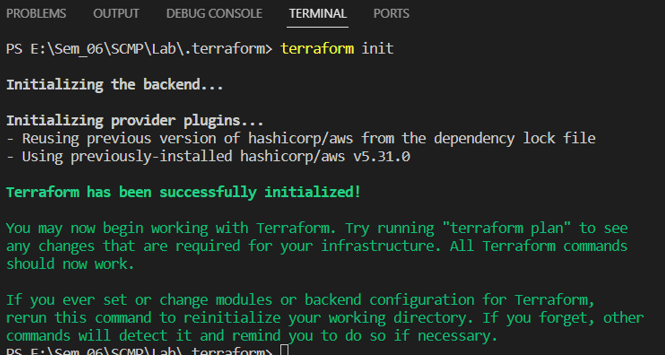 PROBLEMS OUTPUT DEBUG CONSOLE TERMINAL PORTS
PS E:\Sem_06\SCMP\Lab\.terraform> terraform init
Initializing the backend...
Initializing provider plugins...
- Reusing previous version of hashicorp/aws from the dependency lock file
- Using previously-installed hashicorp/aws v5.31.0
Terraform has been successfully initialized!
You may now begin working with Terraform. Try running "terraform plan" to see
any changes that are required for your infrastructure. All Terraform commands
should now work.
If you ever set or change modules or backend configuration for Terraform,
rerun this command to reinitialize your working directory. If you forget, other
commands will detect it and remind you to do so if necessary.
PS E:\Sem_06\SCMP\Lab\.terraform>